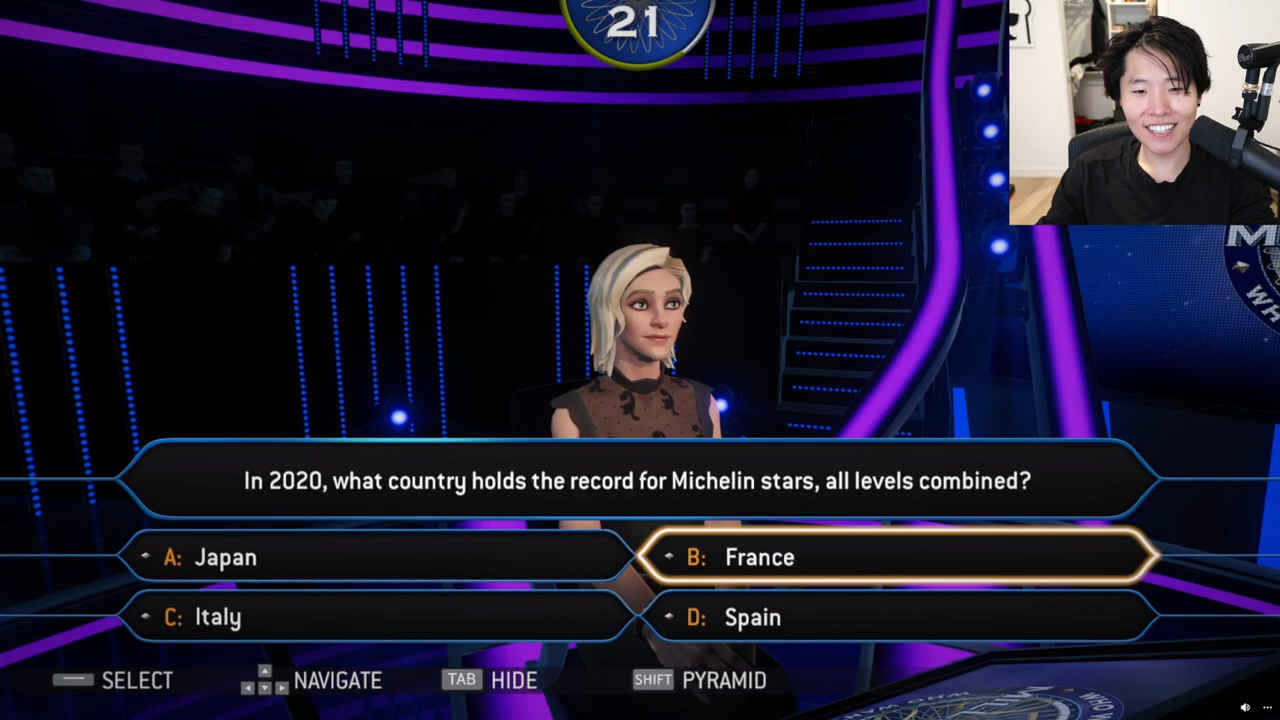 21
In 2020, what country holds the record for Michelin stars, all levels combined?
A: Japan
B: France
C: Italy
D: Spain
SELECT
NAVIGATE
TAB HIDE
SHIFT PYRAMID